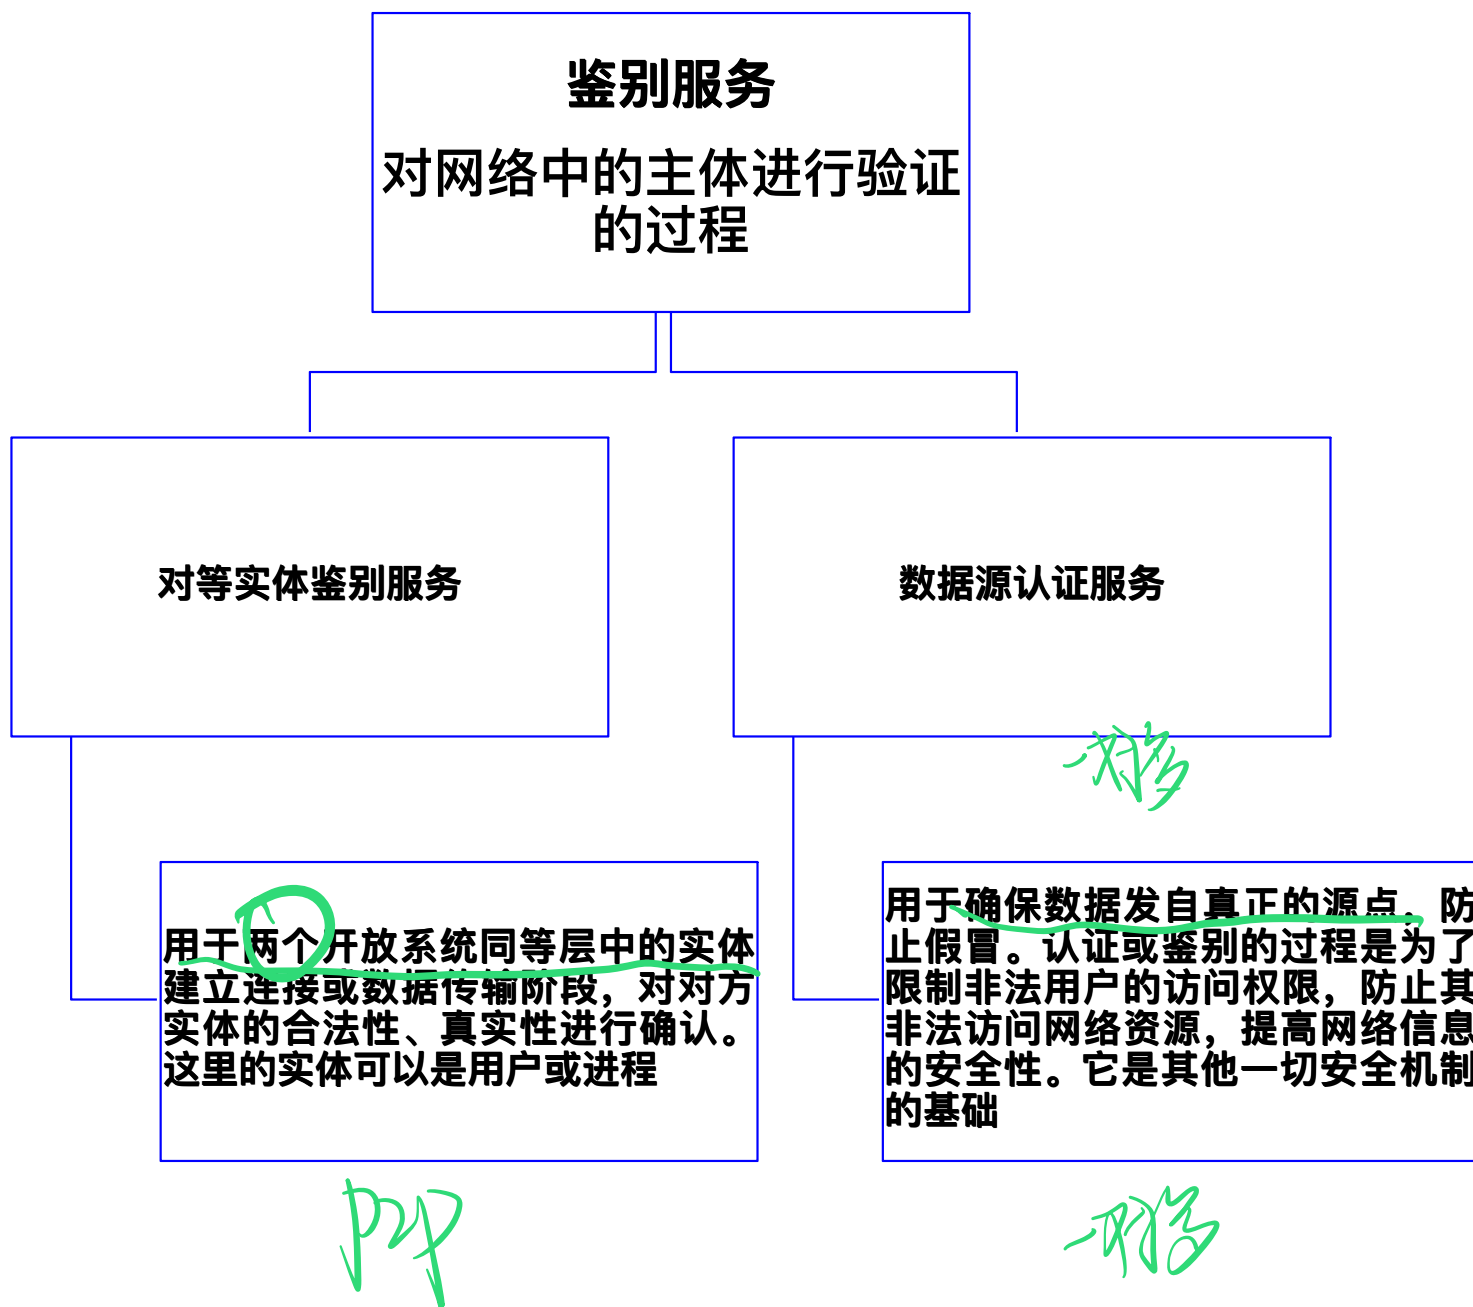 鉴别服务
对网络中的主体进行验证
的过程
对等实体鉴别服务
数据源认证服务
用于两个开放系统同等层中的实体
建立连接或数据传输阶段，对对方
实体的合法性、真实性进行确认。
这里的实体可以是用户或进程
P2P
用于确保数据发自真正的源点，防
止假冒。认证或鉴别的过程是为了
限制非法用户的访问权限，防止其
非法访问网络资源，提高网络信息
的安全性。它是其他一切安全机制
的基础